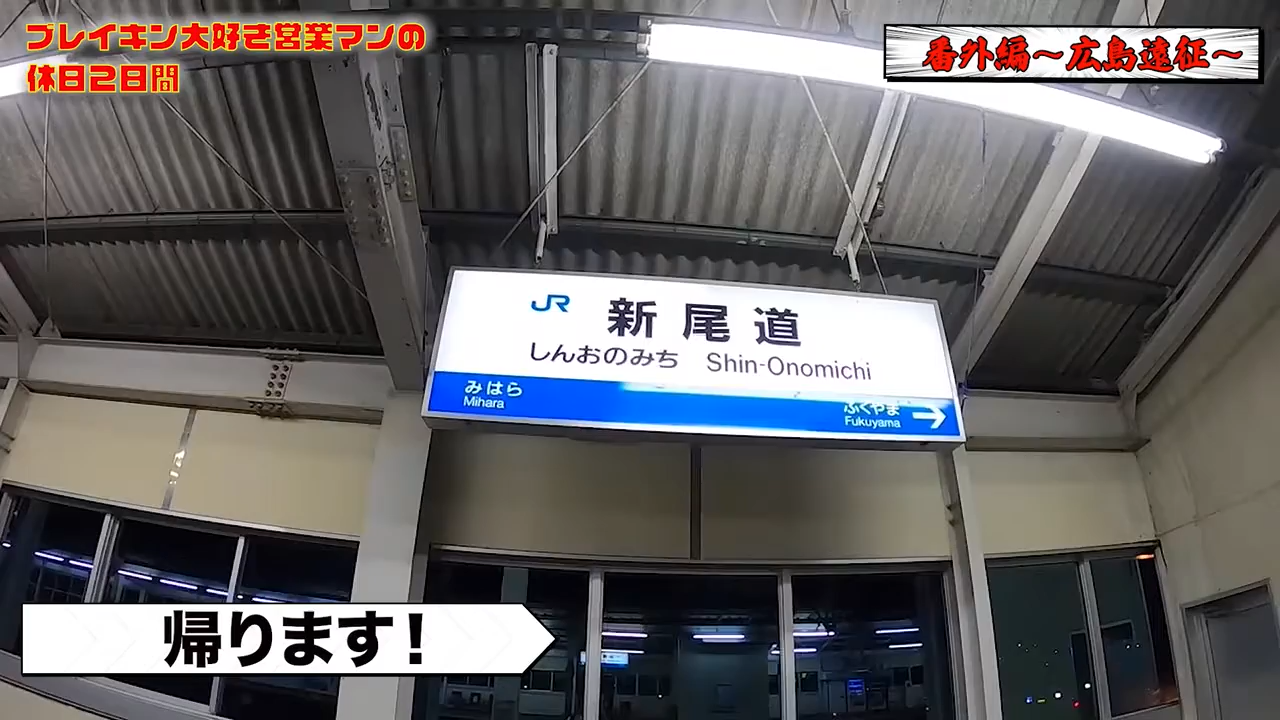 ブレイキン大好き営業マンの
休日2日間
番外編～広島遠征～
JR 新尾道
しんおのみち Shin-Onomichi
みはら
Mihara
ふくやま
Fukuyama
帰ります！